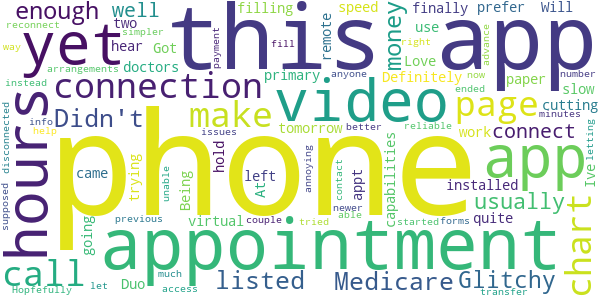 enough
well
two
filling
speed
finally
prefer
Will
reconnect
simpler
Got
hear
yet
this
app
money
remote
use
fill
payment
anyone
right
advance
way
arrangements
doctors
Love
now
number
instead
connection
primary
Definitely
paper
slow
ended
minutes
cutting
hours
Didn't
make
video
page
info
help
phone
issues
tomorrow
better
work
connect
reliable
disconnected
supposed
trying
unable
Being
hold
annoying
appt
contact
capabilities
app
Ive
letting
came
left
At
newer
able
installed
usually
chart
previous
going
virtual
couple
tried
started
forms
quite
appointment
call
much
access
Hopefully
let
Duo
listed
Medicare
Glitchy
transfer